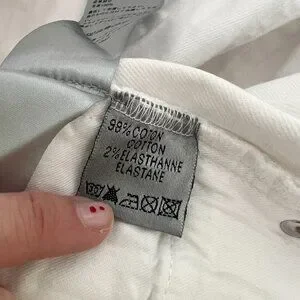 98% COTON
COTTON
2% ELASTHANNE
ELASTANE